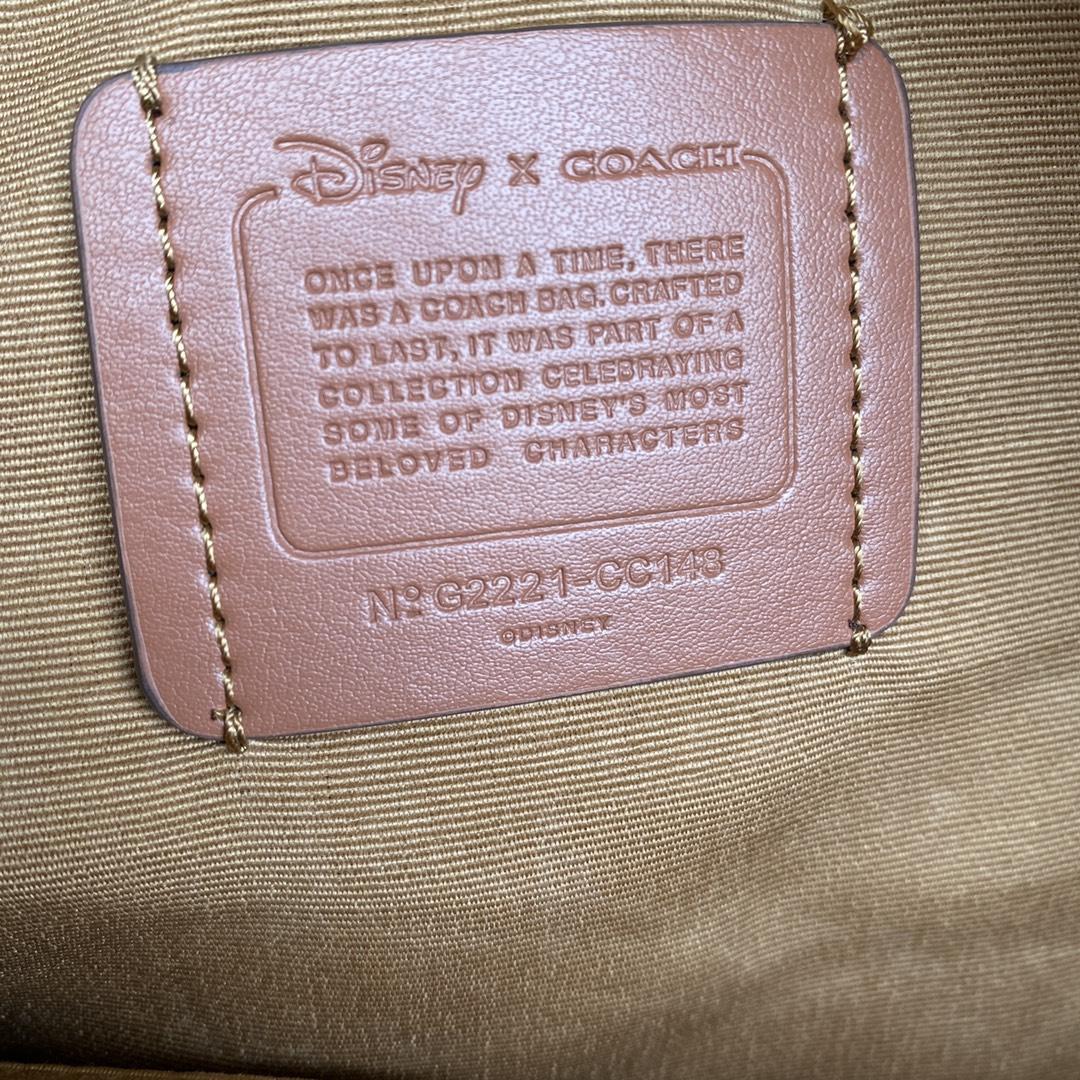 Disney X COACH
ONCE UPON A TIME, THERE
WAS A COACH BAG. CRAFTED
TO LAST, IT WAS PART OF A
COLLECTION CELEBRAYING
SOME OF DISNEY'S MOST
BELOVED CHARACTERS
Nº G2221-CC148
©DISNEY